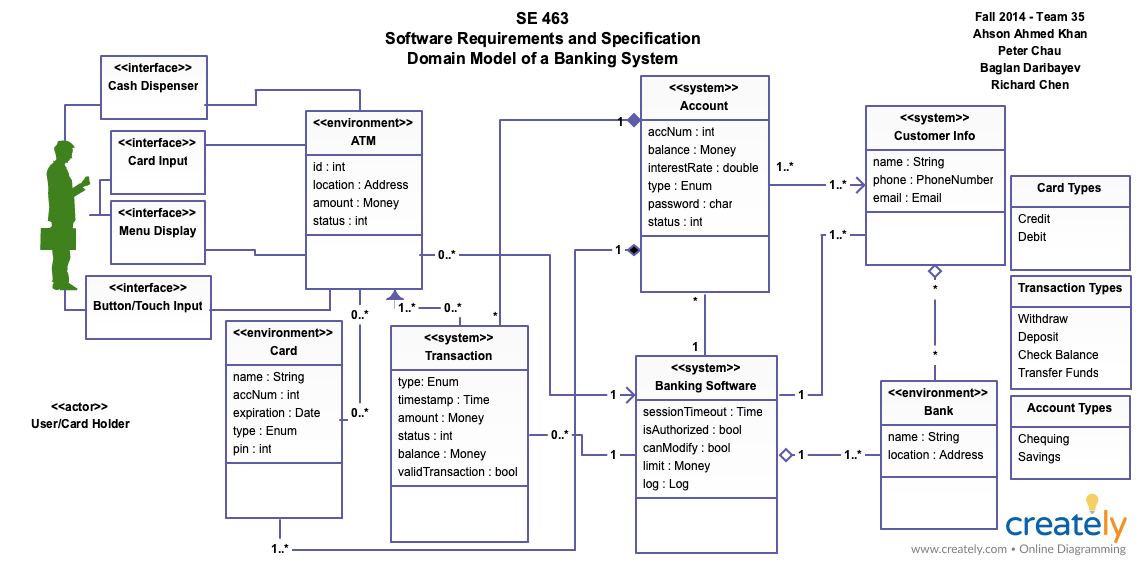 SE 463
Software Requirements and Specification
Domain Model of a Banking System
Fall 2014 - Team 35
Ahson Ahmed Khan
Peter Chau
Baglan Daribayev
Richard Chen
<<interface>>
Cash Dispenser
<<interface>>
Card Input
<<interface>>
Menu Display
<<interface>>
Button/Touch Input
<<actor>>
User/Card Holder
<<environment>>
ATM
id : int
location : Address
amount : Money
status : int
<<environment>>
Card
name : String
accNum : int
expiration : Date
type : Enum
pin : int
<<system>>
Transaction
type: Enum
timestamp : Time
amount : Money
status : int
balance : Money
validTransaction : bool
<<system>>
Account
accNum : int
balance : Money
interestRate : double
type : Enum
password : char
status : int
<<system>>
Banking Software
sessionTimeout : Time
isAuthorized : bool
canModify : bool
limit : Money
log : Log
<<system>>
Customer Info
name : String
phone : PhoneNumber
email : Email
<<environment>>
Bank
name : String
location : Address
Card Types
Credit
Debit
Transaction Types
Withdraw
Deposit
Check Balance
Transfer Funds
Account Types
Chequing
Savings
1
1..*
1..*
1
1..*
0..*
*
1..*
0..*
0..*
*
*
1
*
0..*
1
1
0..*
1
1
1..*
1..*
creately
www.creately.com • Online Diagramming